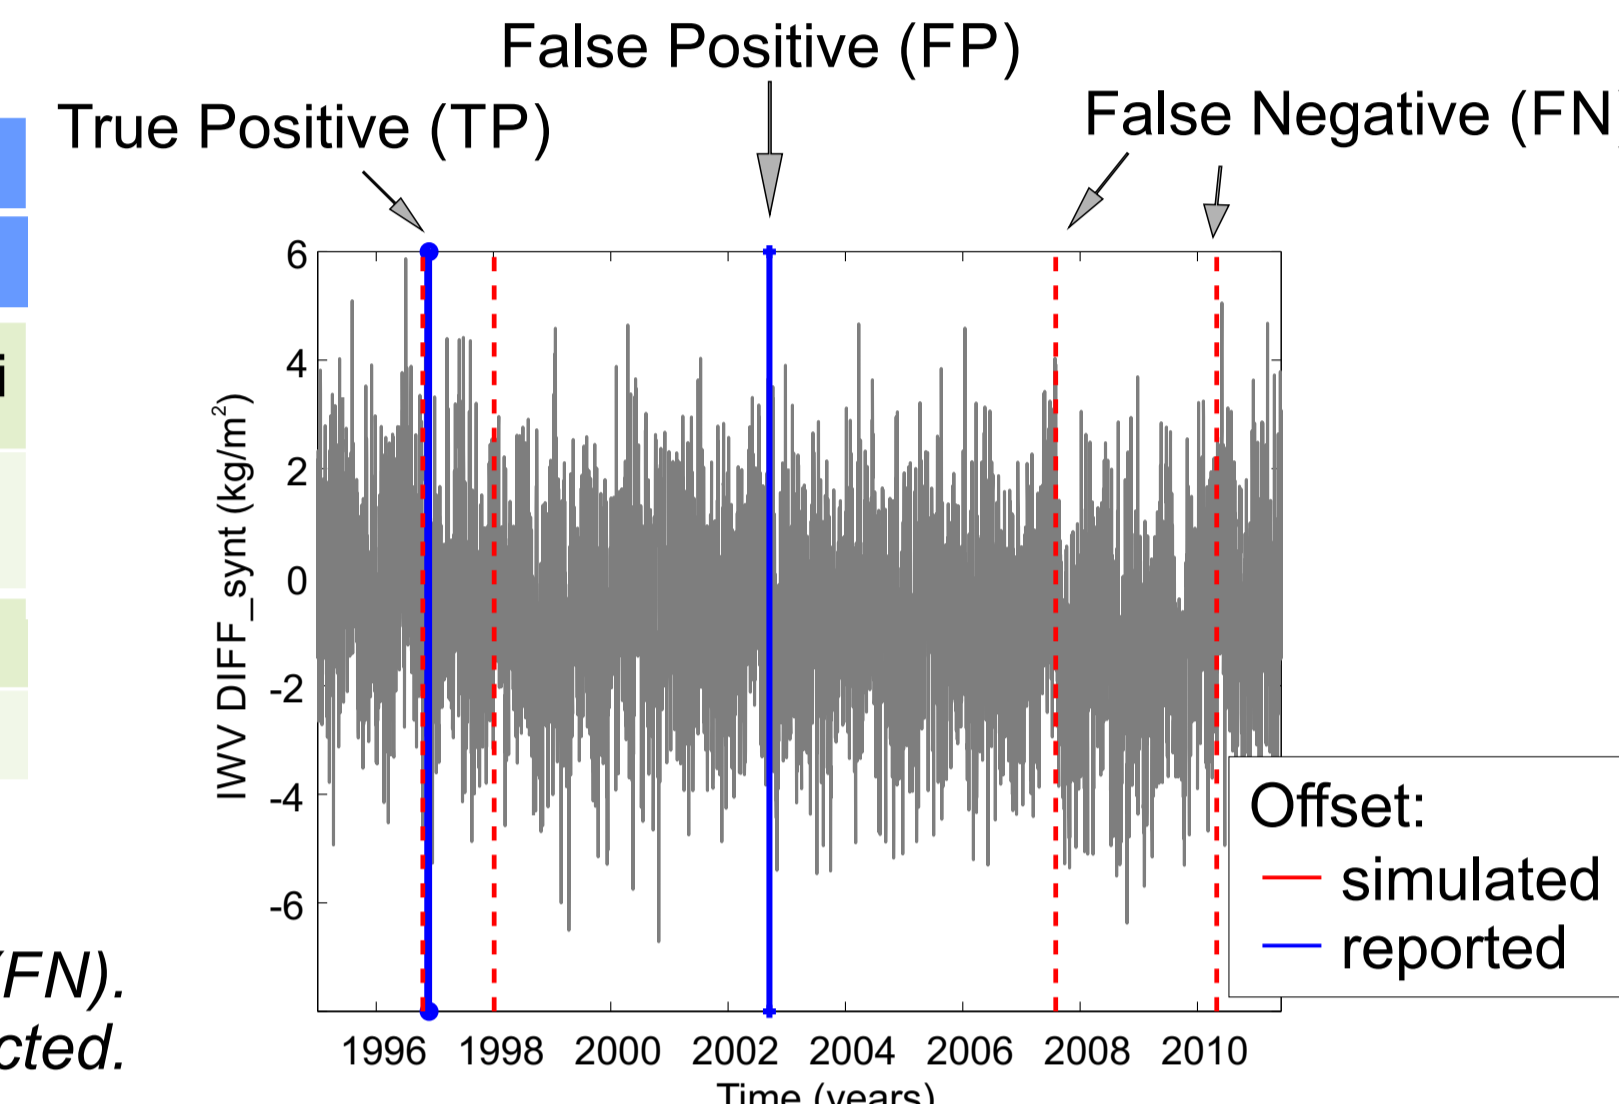 False Positive (FP)
True Positive (TP)
False Negative (FN)
i
6
4
2
0
-2
-4
-6
IWV DIFF_synt (kg/m²)
Offset:
simulated
reported
(FN).
cted.
1996 1998 2000 2002 2004 2006 2008 2010
Time (years)